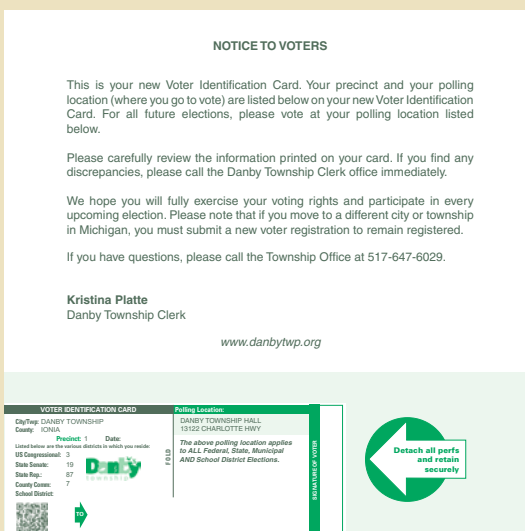 NOTICE TO VOTERS
This is your new Voter Identification Card. Your precinct and your polling
location (where you go to vote) are listed below on your new Voter Identification
Card. For all future elections, please vote at your polling location listed
below.
Please carefully review the information printed on your card. If you find any
discrepancies, please call the Danby Township Clerk office immediately.
We hope you will fully exercise your voting rights and participate in every
upcoming election. Please note that if you move to a different city or township
in Michigan, you must submit a new voter registration to remain registered.
If you have questions, please call the Township Office at 517-647-6029.
Kristina Platte
Danby Township Clerk
www.danbytwp.org
VOTER IDENTIFICATION CARD
City/Twp: DANBY TOWNSHIP
County: IONIA
Precinct: 1 Date:
Listed below are the various districts in which you reside:
US Congressional: 3
State Senate: 19
State Rep.: 87
County Comm: 7
School District:
Danby
Township
TO
FOLD
Polling Location:
DANBY TOWNSHIP HALL
13122 CHARLOTTE HWY
The above polling location applies
to ALL Federal, State, Municipal
AND School District Elections.
SIGNATURE OF VOTER
Detach all perfs
and retain
securely